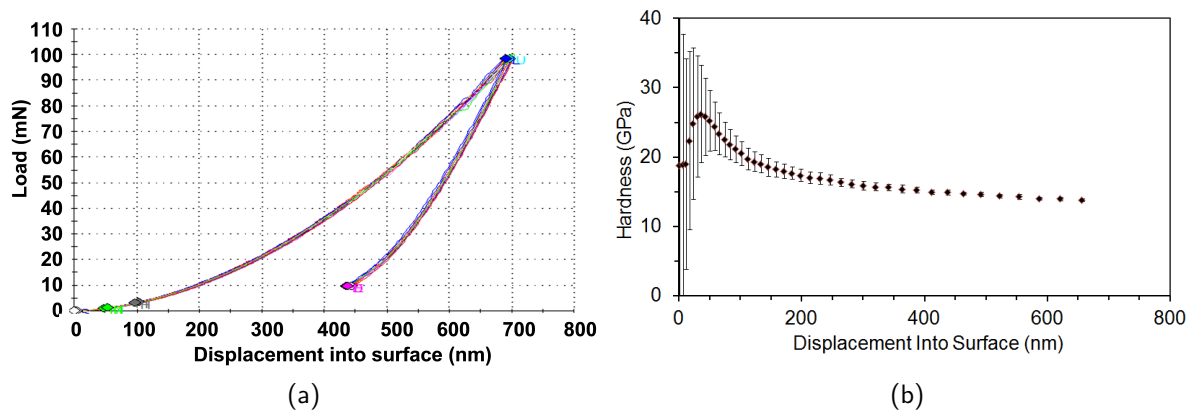 110
100
90
80
70
60
50
40
30
20
10
0
Load (mN)
0 100 200 300 400 500 600 700 800
Displacement into surface (nm)
(a)
40
30
20
10
0
Hardness (GPa)
0 200 400 600 800
Displacement Into Surface (nm)
(b)